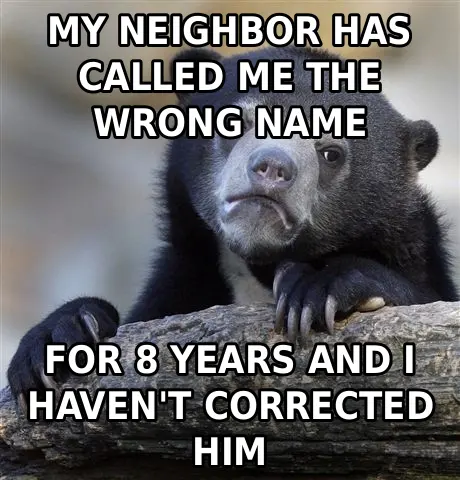 MY NEIGHBOR HAS
CALLED ME THE
WRONG NAME
FOR 8 YEARS AND I
HAVEN'T CORRECTED
HIM